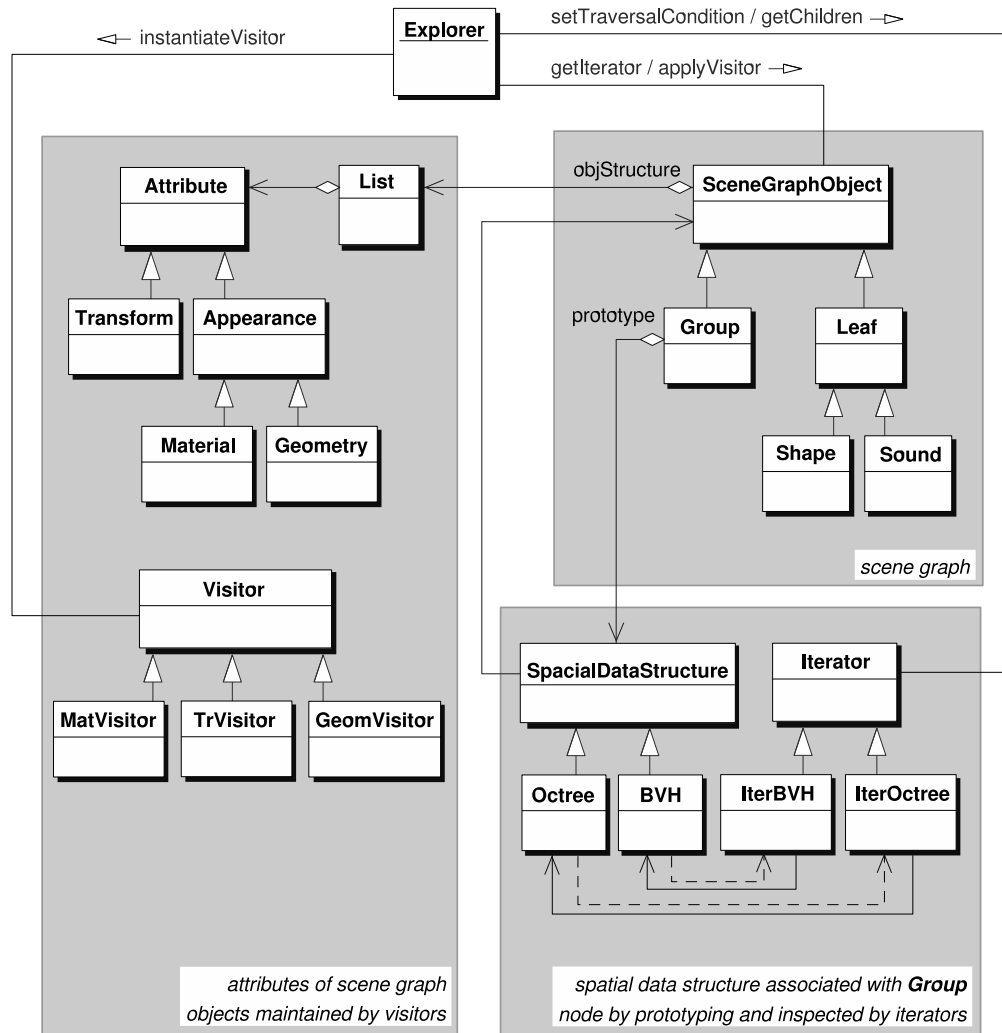 setTraversalCondition / getChildren
instantiateVisitor
Explorer
getIterator / applyVisitor
objStructure
Attribute
List
SceneGraphObject
Transform
Appearance
prototype
Group
Leaf
Material
Geometry
Shape
Sound
scene graph
Visitor
SpacialDataStructure
Iterator
MatVisitor
TrVisitor
GeomVisitor
Octree
BVH
IterBVH
IterOctree
attributes of scene graph
objects maintained by visitors
spatial data structure associated with Group
node by prototyping and inspected by iterators